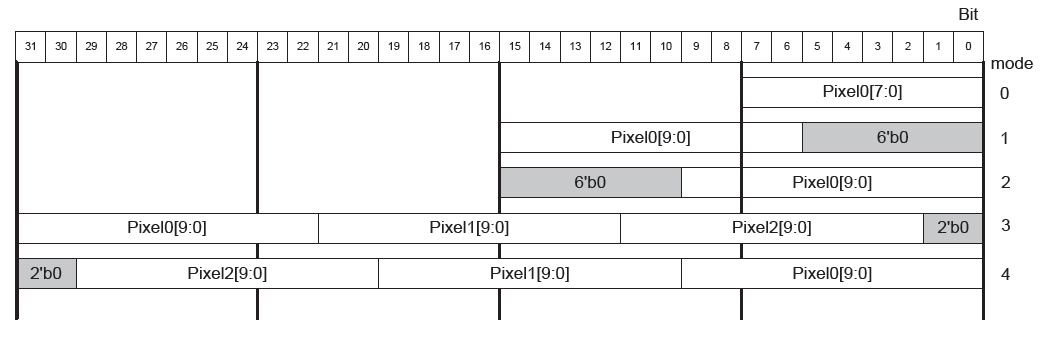 Bit
31 30 29 28 27 26 25 24 23 22 21 20 19 18 17 16 15 14 13 12 11 10 9 8 7 6 5 4 3 2 1 0
mode
Pixel0[7:0] 0
Pixel0[9:0] 6'b0 1
6'b0 Pixel0[9:0] 2
Pixel0[9:0] Pixel1[9:0] Pixel2[9:0] 2'b0 3
2'b0 Pixel2[9:0] Pixel1[9:0] Pixel0[9:0] 4